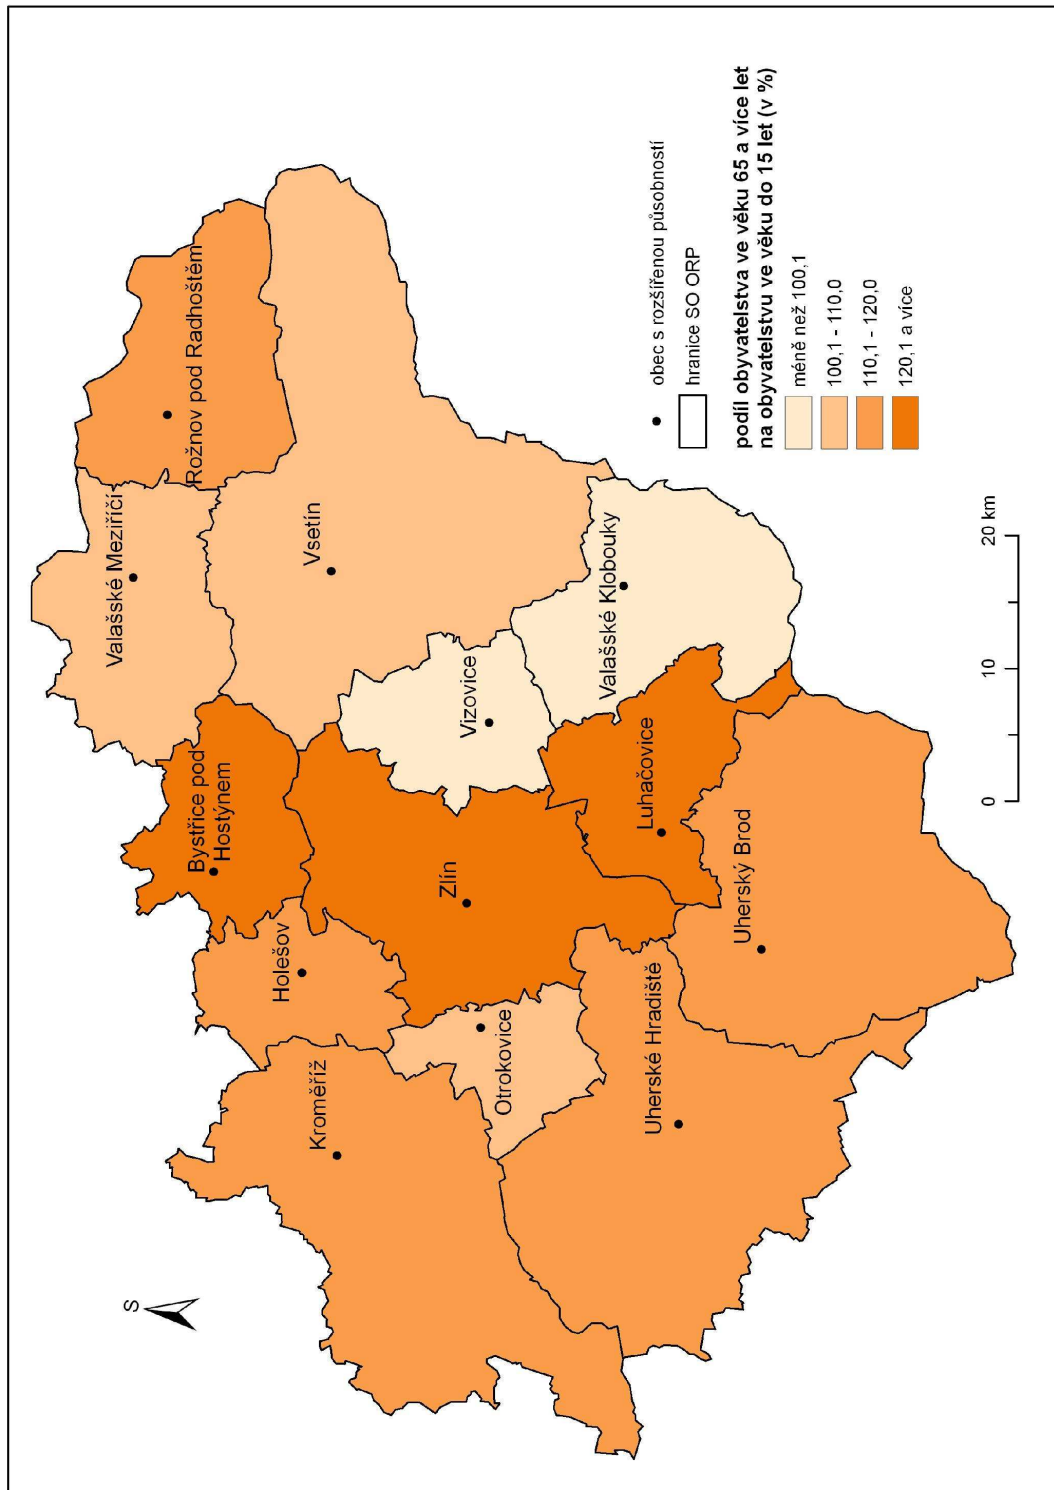 S
Valašské Meziříčí
Rožnov pod Radhoštěm
Bystřice pod
Hostýnem
Holešov
Kroměříž
Vsetín
Zlín
Vizovice
Otrokovice
Valašské Klobouky
Luhačovice
Uherské Hradiště
Uherský Brod
obec s rozšířenou působností
hranice SO ORP
podíl obyvatelstva ve věku 65 a více let
na obyvatelstvu ve věku do 15 let (v %)
méně než 100,1
100,1 - 110,0
110,1 - 120,0
120,1 a více
0 10 20 km